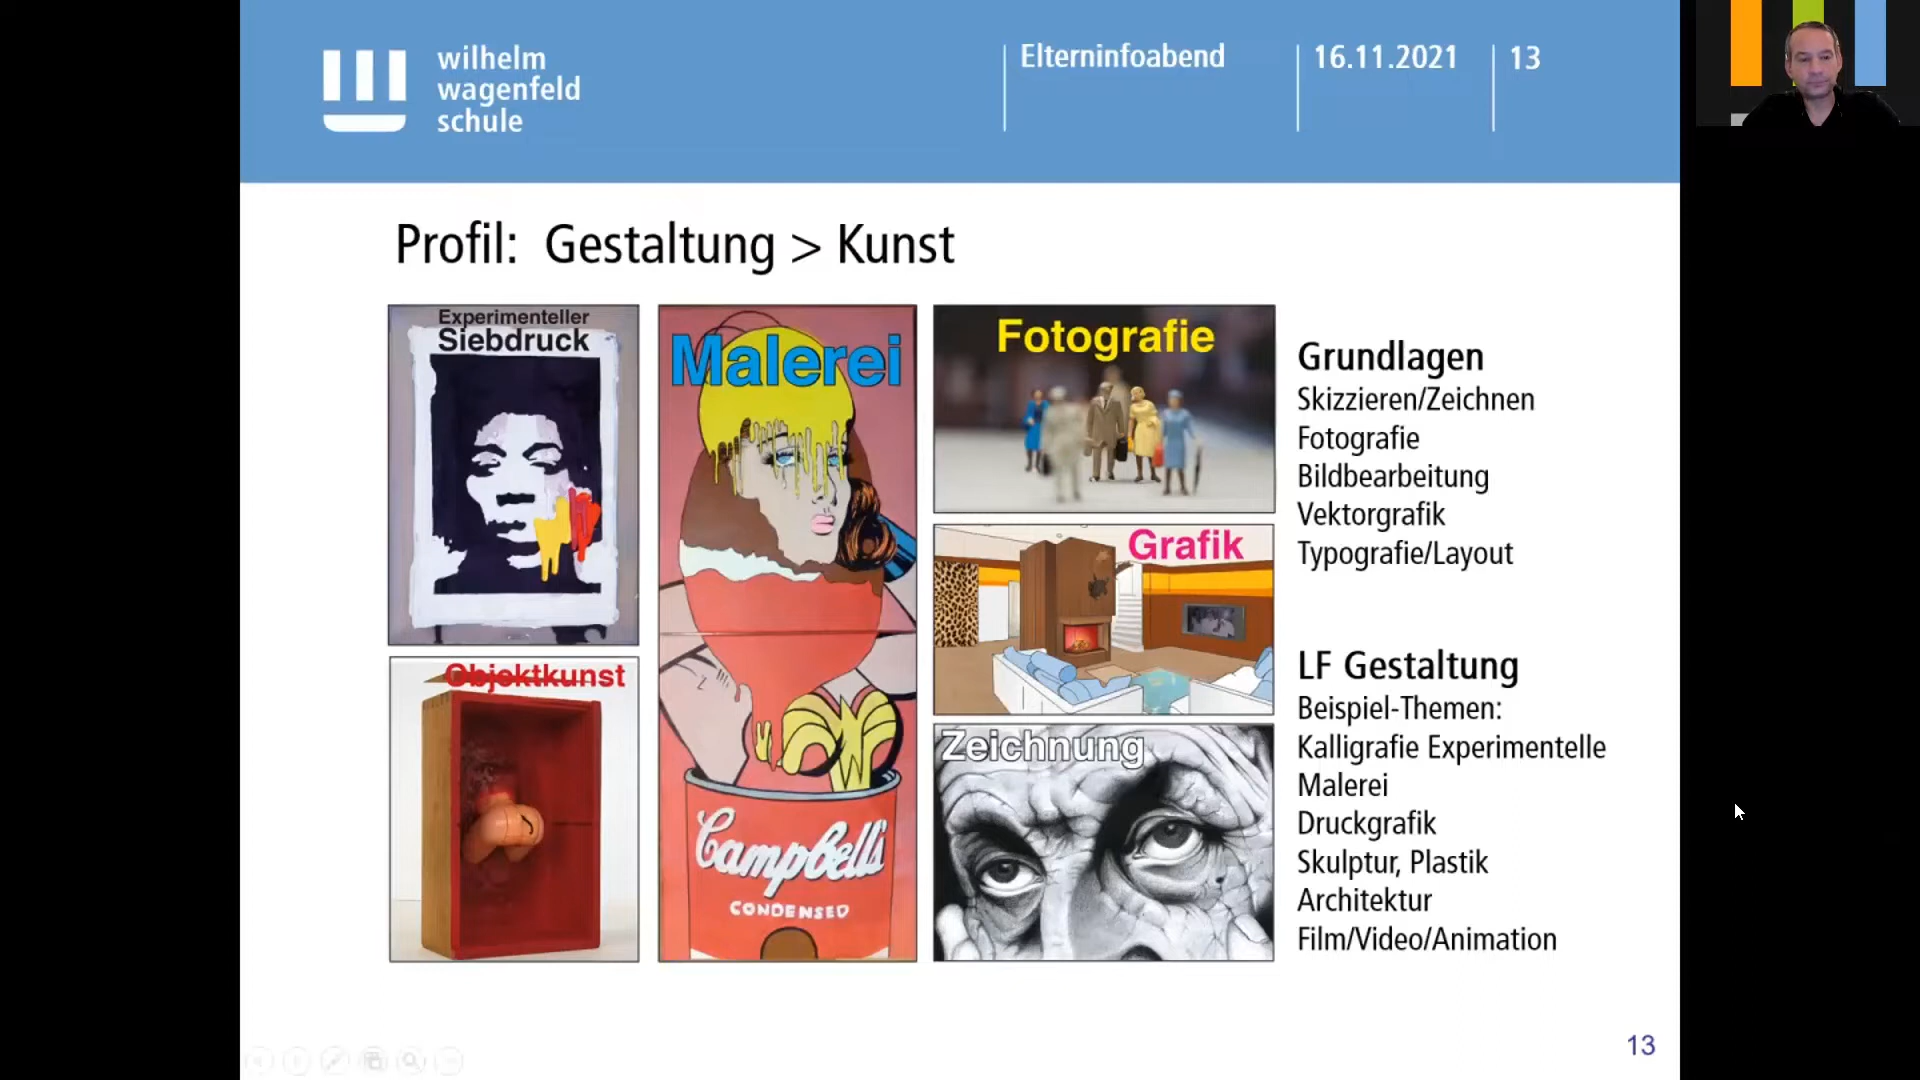 wilhelm
wagenfeld
schule
Elterninfoabend
16.11.2021
13
Profil: Gestaltung > Kunst
Experimenteller
Siebdruck
Objektkunst
Malerei
Campbell's
CONDENSED
Fotografie
Grafik
Zeichnung
Grundlagen
Skizzieren/Zeichnen
Fotografie
Bildbearbeitung
Vektorgrafik
Typografie/Layout
LF Gestaltung
Beispiel-Themen:
Kalligrafie Experimentelle
Malerei
Druckgrafik
Skulptur, Plastik
Architektur
Film/Video/Animation
13